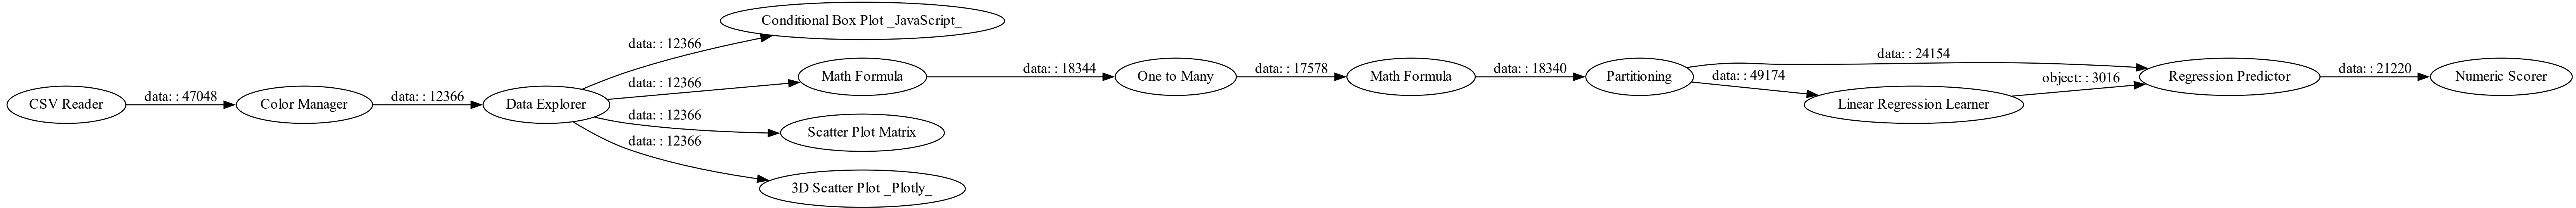 CSV Reader
data: : 47048
Color Manager
data: : 12366
Data Explorer
data: : 12366
Conditional Box Plot _JavaScript_
data: : 12366
Math Formula
data: : 12366
Scatter Plot Matrix
data: : 12366
3D Scatter Plot _Plotly_
data: : 18344
One to Many
data: : 17578
Math Formula
data: : 18340
Partitioning
data: : 24154
data: : 49174
Linear Regression Learner
object: : 3016
Regression Predictor
data: : 21220
Numeric Scorer